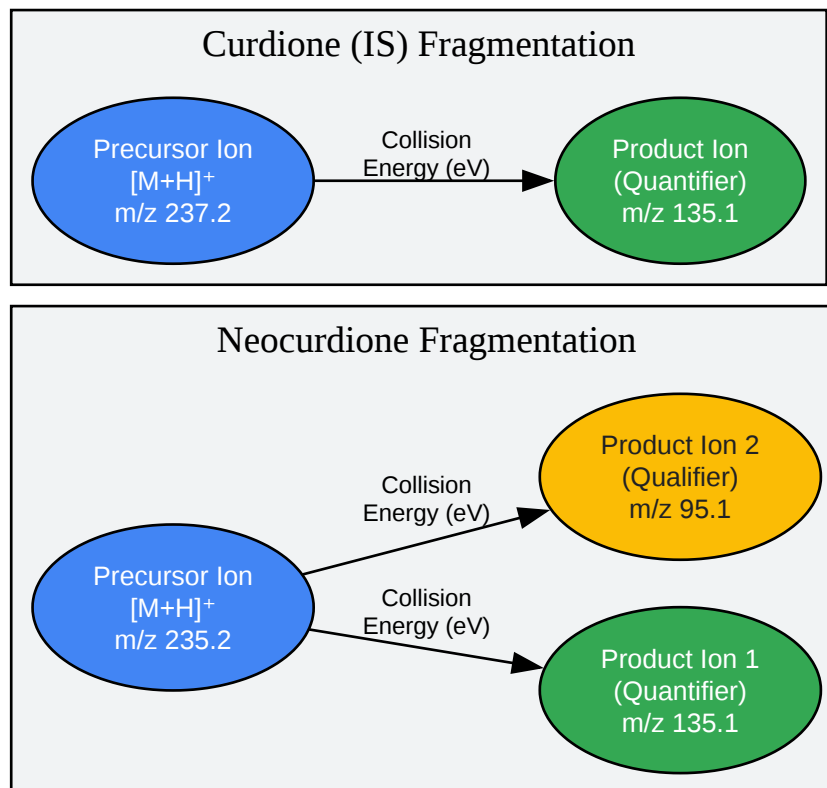 Curdione (IS) Fragmentation
Precursor Ion
[M+H]⁺
m/z 237.2
Collision
Energy (eV)
Product Ion
(Quantifier)
m/z 135.1
Neocurdione Fragmentation
Precursor Ion
[M+H]⁺
m/z 235.2
Collision
Energy (eV)
Product Ion 2
(Qualifier)
m/z 95.1
Collision
Energy (eV)
Product Ion 1
(Quantifier)
m/z 135.1